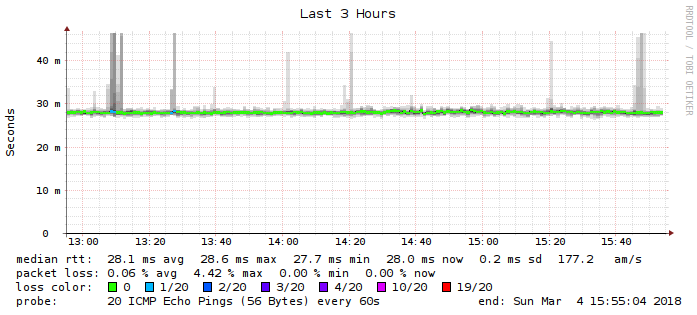 Last 3 Hours
RRDTOOL / TOBI OETIKER
Seconds
40 m
30 m
20 m
10 m
0
13:00 13:20 13:40 14:00 14:20 14:40 15:00 15:20 15:40
median rtt: 28.1 ms avg 28.6 ms max 27.7 ms min 28.0 ms now 0.2 ms sd 177.2 am/s
packet loss: 0.06 % avg 4.42 % max 0.00 % min 0.00 % now
loss color: 0 1/20 2/20 3/20 4/20 10/20 19/20
probe: 20 ICMP Echo Pings (56 Bytes) every 60s end: Sun Mar 4 15:55:04 2018